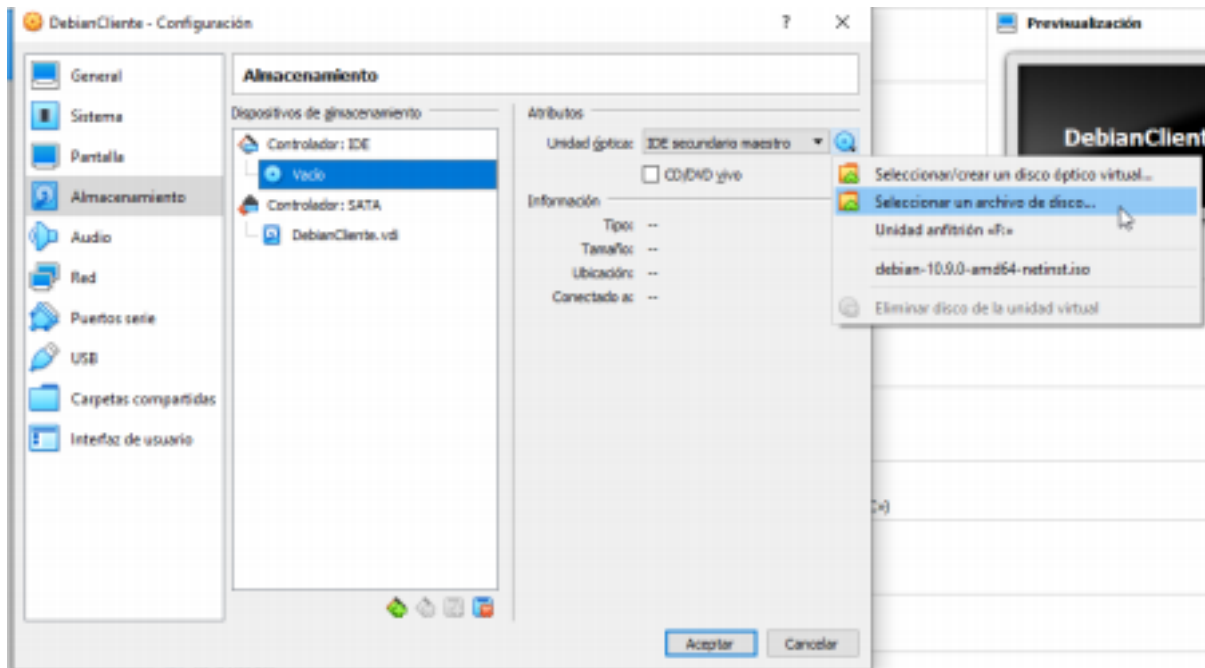 DebianCliente - Configuración
?
Previsualización
General
Sistema
Pantalla
Almacenamiento
Audio
Red
Puertos serie
USB
Carpetas compartidas
Interfaz de usuario
Almacenamiento
Dispositivos de almacenamiento
Controlador: IDE
Vacío
Controlador: SATA
DebianCliente.vdi
Atributos
Unidad óptica: IDE secundario maestro
CD/DVD vivo
Información
Tipo: --
Tamaño: --
Ubicación: --
Conectado a: --
Seleccionar/crear un disco óptico virtual...
Seleccionar un archivo de disco...
Unidad anfitrión «F:»
debian-10.9.0-amd64-netinst.iso
Eliminar disco de la unidad virtual
DebianClient
Aceptar
Cancelar